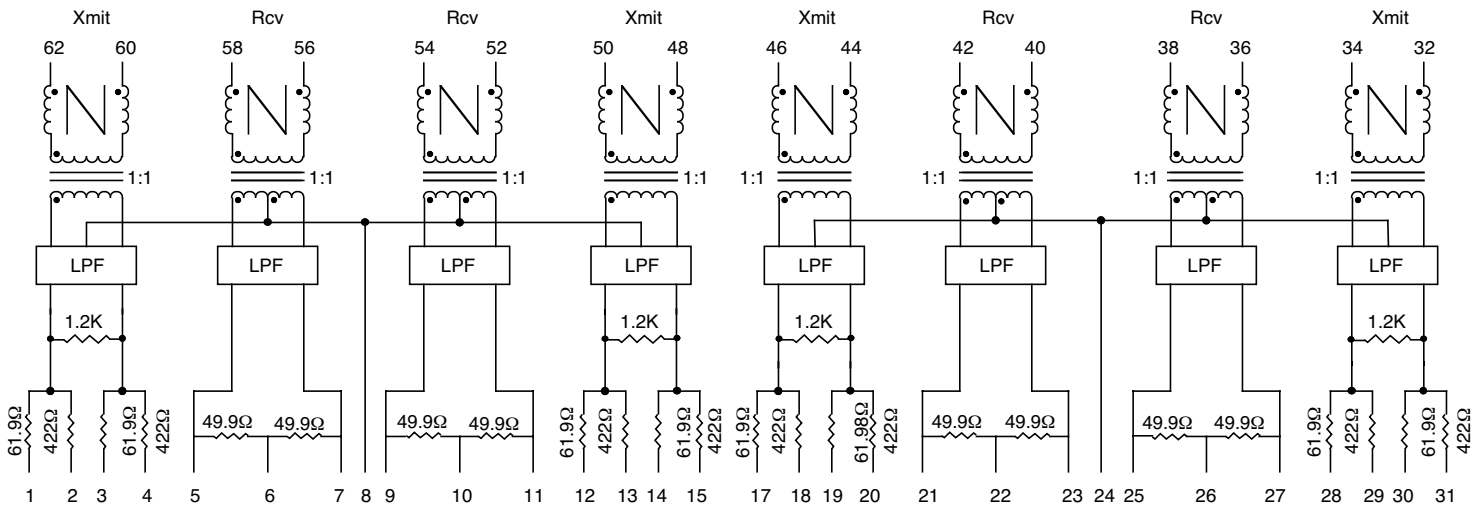 Xmit Rcv Rcv Xmit Xmit Rcv Rcv Xmit
62 60 58 56 54 52 50 48 46 44 42 40 38 36 34 32
1:1 1:1 1:1 1:1 1:1 1:1 1:1 1:1
LPF LPF LPF LPF LPF LPF LPF LPF
1.2K 1.2K 1.2K 1.2K
61.9Ω 422Ω 61.9Ω 422Ω 49.9Ω 49.9Ω 49.9Ω 49.9Ω 61.9Ω 422Ω 61.9Ω 422Ω 61.9Ω 422Ω 61.98Ω 422Ω 49.9Ω 49.9Ω 49.9Ω 49.9Ω 61.9Ω 422Ω 61.9Ω 422Ω
1 2 3 4 5 6 7 8 9 10 11 12 13 14 15 17 18 19 20 21 22 23 24 25 26 27 28 29 30 31